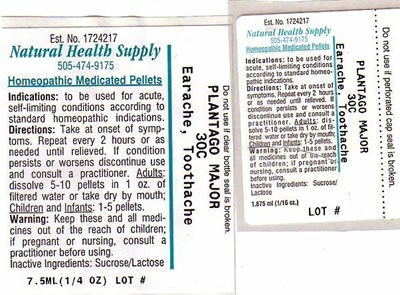 Est. No. 1724217
Natural Health Supply
505-474-9175
Homeopathic Medicated Pellets
Indications: to be used for acute,
self-limiting conditions according to
standard homeopathic indications.
Directions: Take at onset of symp-
toms. Repeat every 2 hours or as
needed until relieved. If condition
persists or worsens discontinue use
and consult a practitioner. Adults:
dissolve 5-10 pellets in 1 oz. of
filtered water or take dry by mouth;
Children and Infants: 1-5 pellets.
Warning: Keep these and all medi-
cines out of the reach of children;
if pregnant or nursing, consult a
practitioner before using.
Inactive Ingredients: Sucrose/Lactose
7.5ML(1/4 OZ) LOT #
Do not use if clear bottle seal is broken.
PLANTAGO MAJOR
30C
Earache, Toothache
Est. No. 1724217
Natural Health Supply
505-474-9175
Homeopathic Medicated Pellets
Indications: to be used for acute,
self-limiting conditions according
to standard homeopathic indica-
tions.
Directions: Take at onset of
symptoms. Repeat every 2 hours
or as needed until relieved. If
condition persists or worsens
discontinue use and consult
a practitioner. Adults: dis-
solve 5-10 pellets in 1 oz. of fil-
tered water or take dry by mouth;
Children and Infants: 1-5 pellets.
Warning: Keep these and all
medicines out of the reach of
children; if pregnant or nursing,
consult a practitioner before using.
Inactive Ingredients: Sucrose/
Lactose
1.875 ml (1/16 oz.)
LOT #
PLANTAGO MAJOR
30C
Earache, Toothache
Do not use if perforated cap seal is broken.